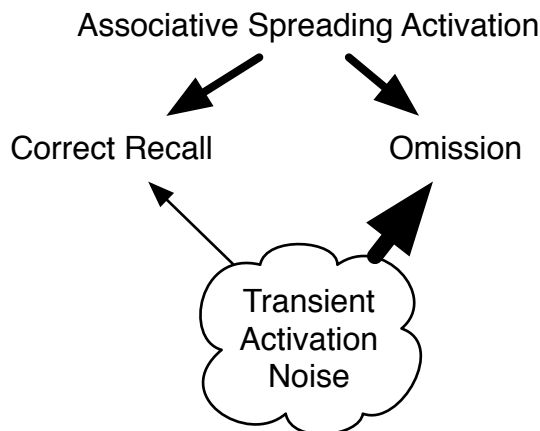 Associative Spreading Activation
Correct Recall
Omission
Transient
Activation
Noise